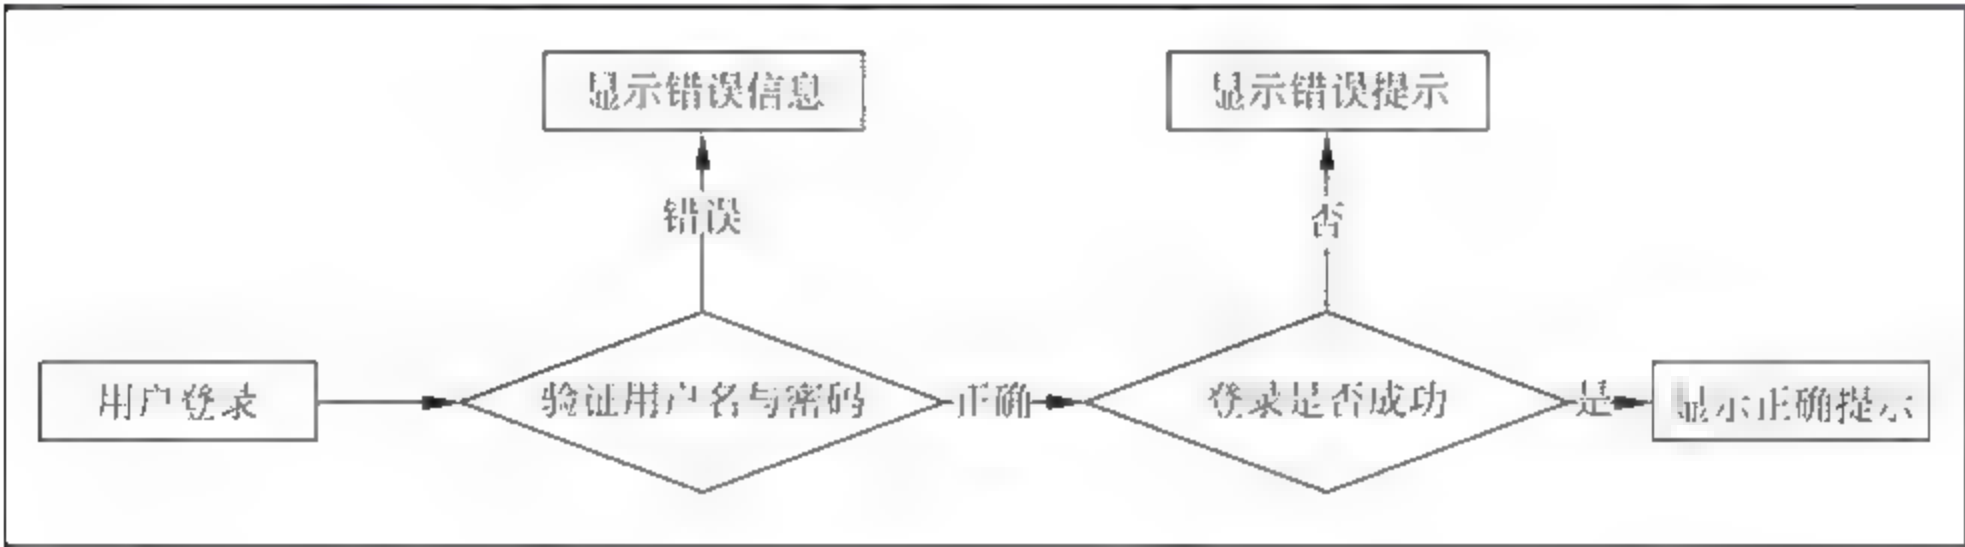 显示错误信息
显示错误提示
错误
否
用户登录
验证用户名与密码
正确
登录是否成功
是
显示正确提示